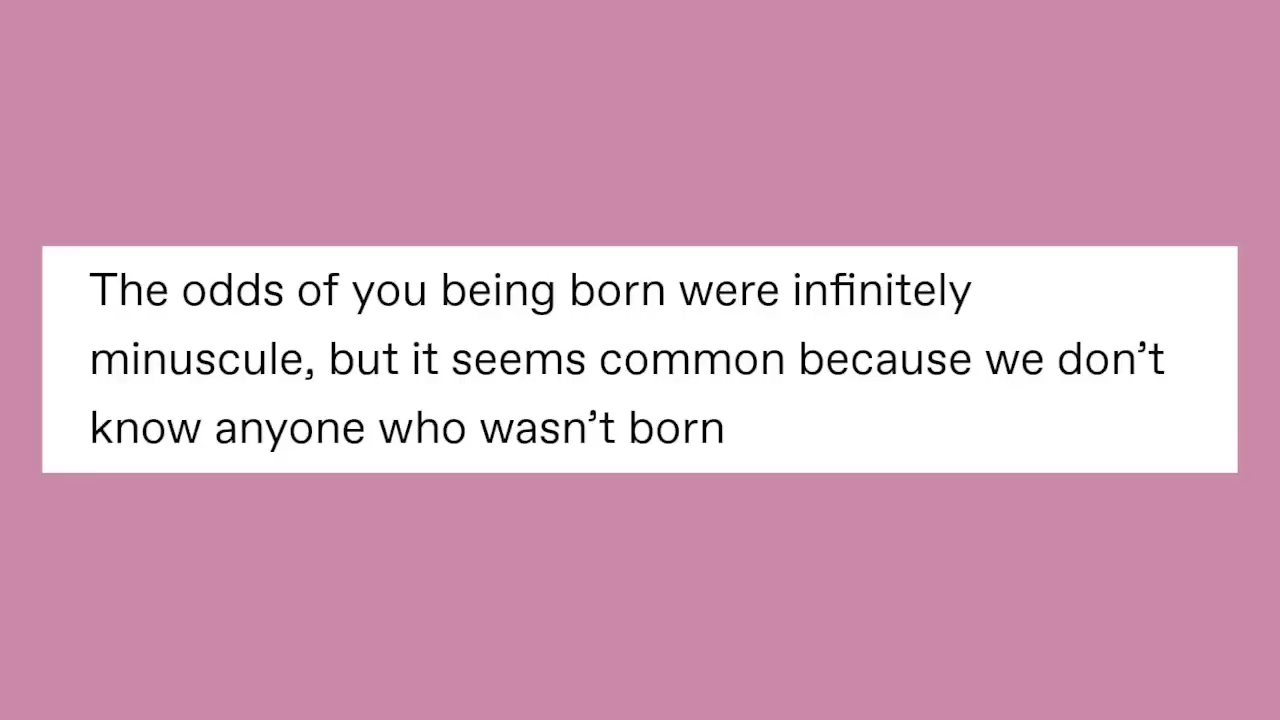 The odds of you being born were infinitely
minuscule, but it seems common because we don’t
know anyone who wasn’t born